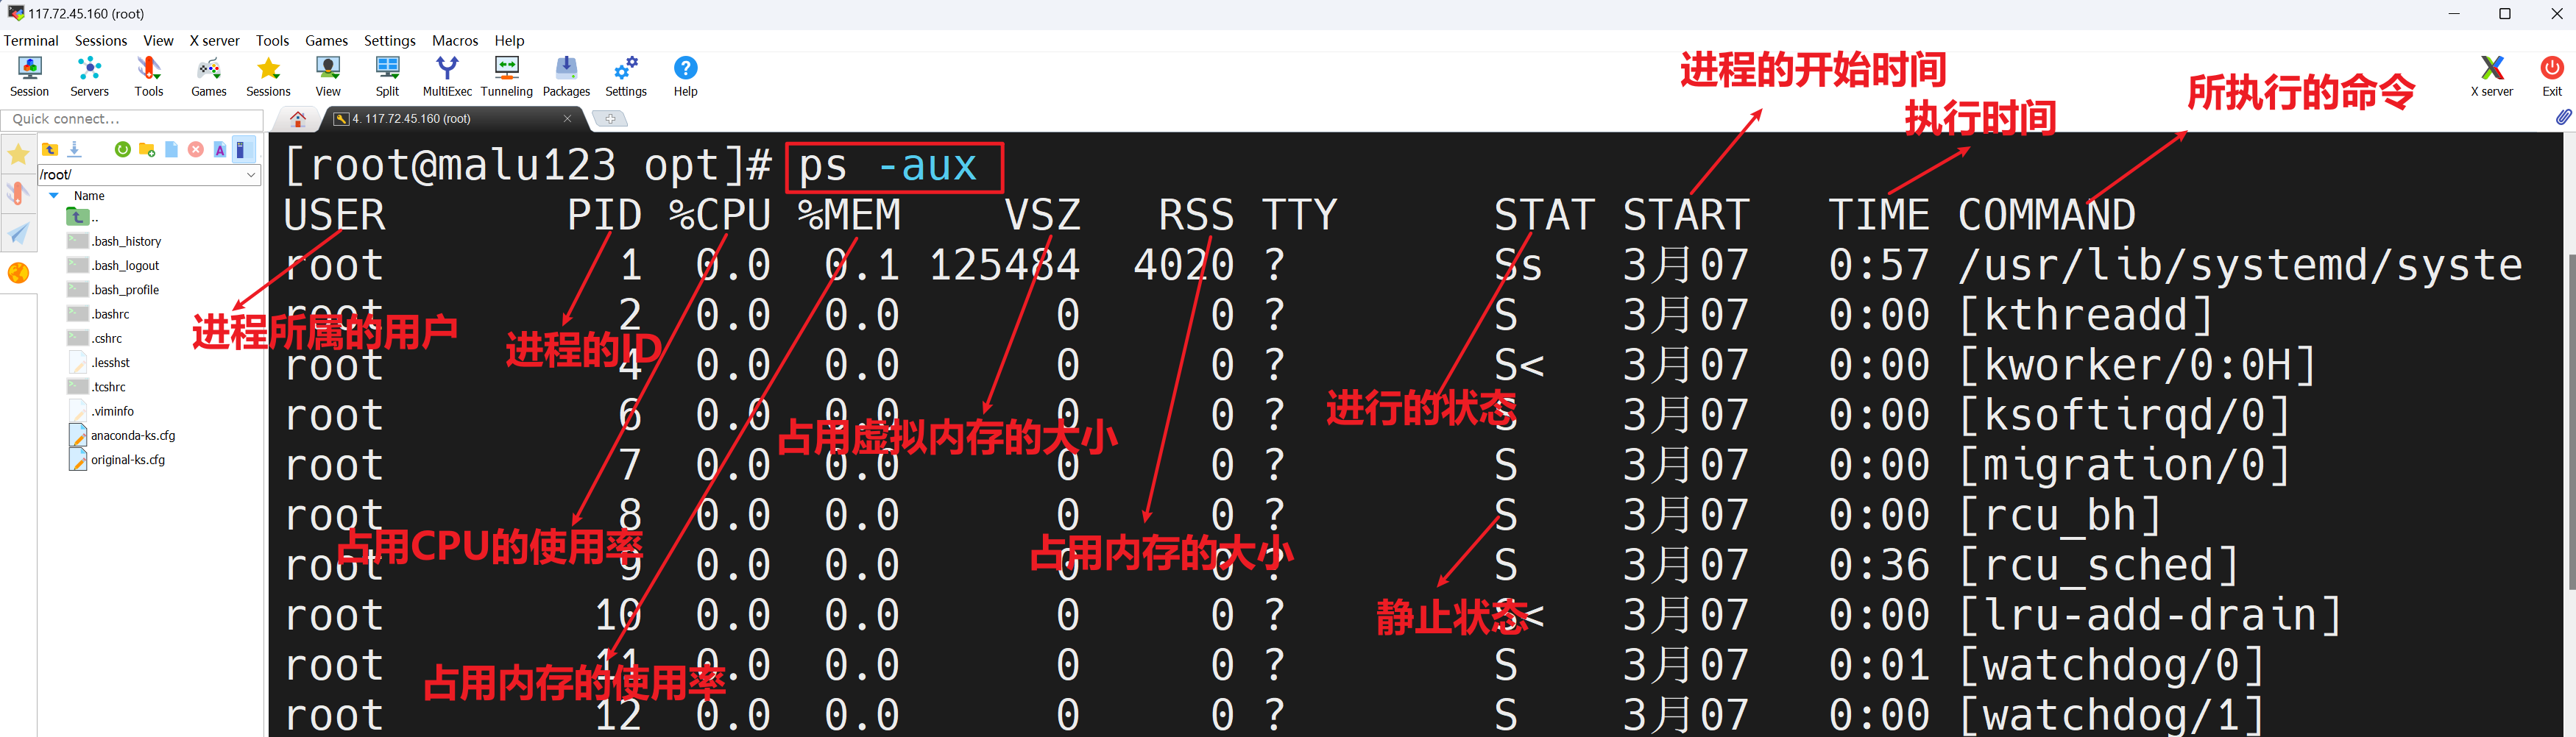 117.72.45.160 (root)
Terminal Sessions View X server Tools Games Settings Macros Help
Session Servers Tools Games Sessions View Split MultiExec Tunneling Packages Settings Help
X server Exit
进程的开始时间
执行时间
所执行的命令
Quick connect...
4. 117.72.45.160 (root)
/root/
Name
..
.bash_history
.bash_logout
.bash_profile
.bashrc
.cshrc
.lesshst
.tcshrc
.viminfo
anaconda-ks.cfg
original-ks.cfg
[root@malu123 opt]# ps -aux
USER PID %CPU %MEM VSZ RSS TTY STAT START TIME COMMAND
root 1 0.0 0.1 125484 4020 ? Ss 3月07 0:57 /usr/lib/systemd/syste
root 2 0.0 0.0 0 0 ? S 3月07 0:00 [kthreadd]
root 4 0.0 0.0 0 0 ? S< 3月07 0:00 [kworker/0:0H]
root 6 0.0 0.0 0 0 ? S 3月07 0:00 [ksoftirqd/0]
root 7 0.0 0.0 0 0 ? S 3月07 0:00 [migration/0]
root 8 0.0 0.0 0 0 ? S 3月07 0:00 [rcu_bh]
root 9 0.0 0.0 0 0 ? S 3月07 0:36 [rcu_sched]
root 10 0.0 0.0 0 0 ? S< 3月07 0:00 [lru-add-drain]
root 11 0.0 0.0 0 0 ? S 3月07 0:01 [watchdog/0]
root 12 0.0 0.0 0 0 ? S 3月07 0:00 [watchdog/1]
进程所属的用户
进程的ID
进行的状态
占用虚拟内存的大小
占用CPU的使用率
占用内存的大小
静止状态
占用内存的使用率